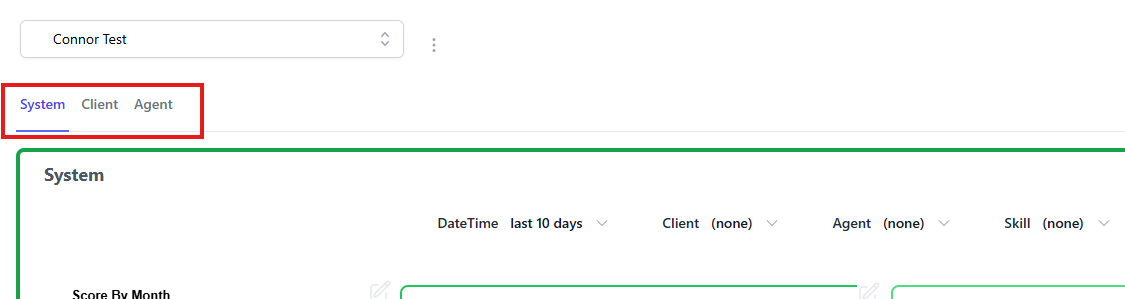 Connor Test
System Client Agent
System
DateTime last 10 days Client (none) Agent (none) Skill (none)
Score By Month